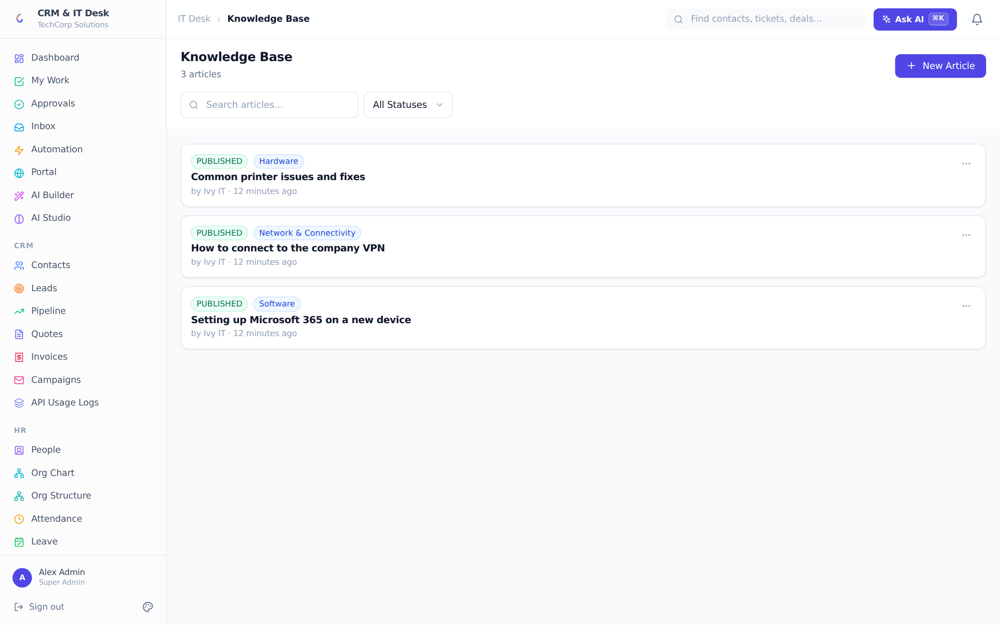 CRM & IT Desk
TechCorp Solutions
Dashboard
My Work
Approvals
Inbox
Automation
Portal
AI Builder
AI Studio
CRM
Contacts
Leads
Pipeline
Quotes
Invoices
Campaigns
API Usage Logs
HR
People
Org Chart
Org Structure
Attendance
Leave
A
Alex Admin
Super Admin
Sign out
IT Desk > Knowledge Base
Find contacts, tickets, deals...
Ask AI ⌘K
Knowledge Base
3 articles
New Article
Search articles...
All Statuses
PUBLISHED Hardware
Common printer issues and fixes
by Ivy IT · 12 minutes ago
PUBLISHED Network & Connectivity
How to connect to the company VPN
by Ivy IT · 12 minutes ago
PUBLISHED Software
Setting up Microsoft 365 on a new device
by Ivy IT · 12 minutes ago